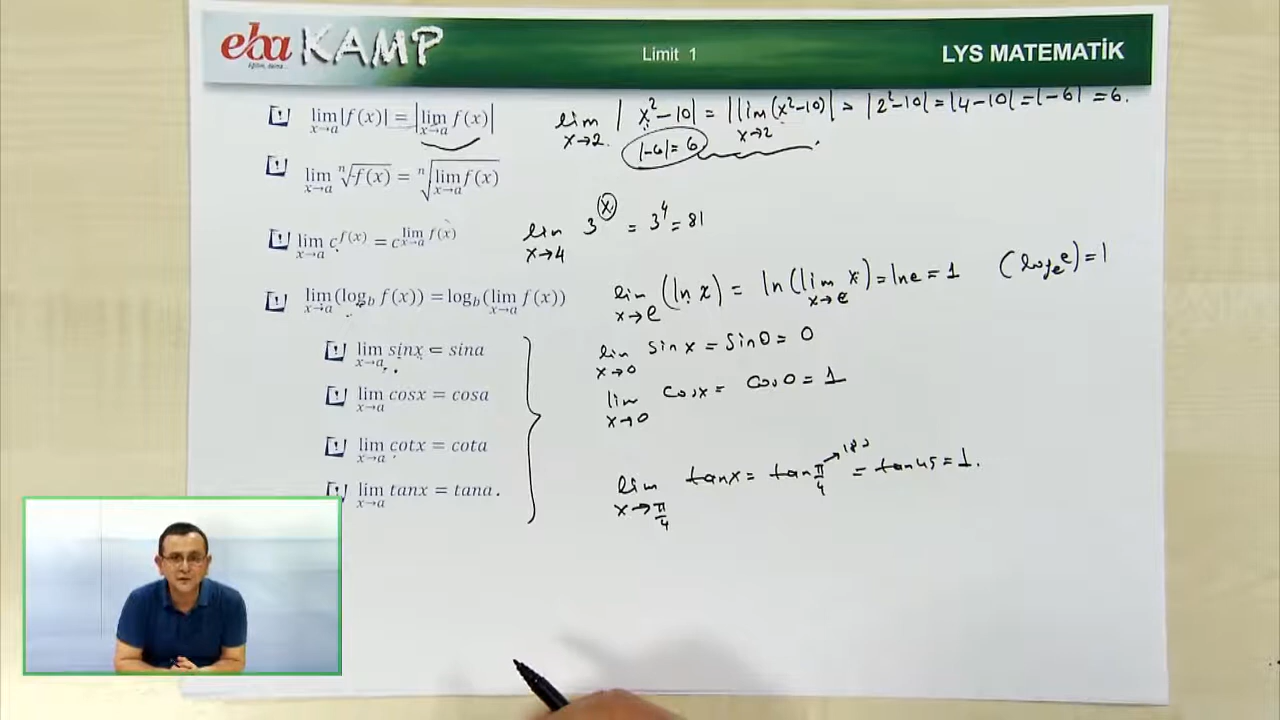 eba KAMP
eğitim, daima...
Limit 1
LYS MATEMATİK
lim x→a |f(x)| = |lim x→a f(x)|
lim x→2 |x²-10| = |lim x→2 (x²-10)| = |2²-10| = |4-10| = |-6| = 6.
|-6| = 6
lim x→a ⁿ√f(x) = ⁿ√(lim x→a f(x))
lim x→a c^f(x) = c^(lim x→a f(x))
lim x→4 3^x = 3⁴ = 81
lim x→a (log_b f(x)) = log_b(lim x→a f(x))
lim x→e (ln x) = ln(lim x→e x) = ln e = 1 (log_e e) = 1
lim x→a sinx = sina
lim x→0 sin x = sin 0 = 0
lim x→a cosx = cosa
lim x→0 cos x = cos 0 = 1
lim x→a cotx = cota
lim x→a tanx = tana.
lim x→π/4 tanx = tan π/4 = tan 45 = 1.